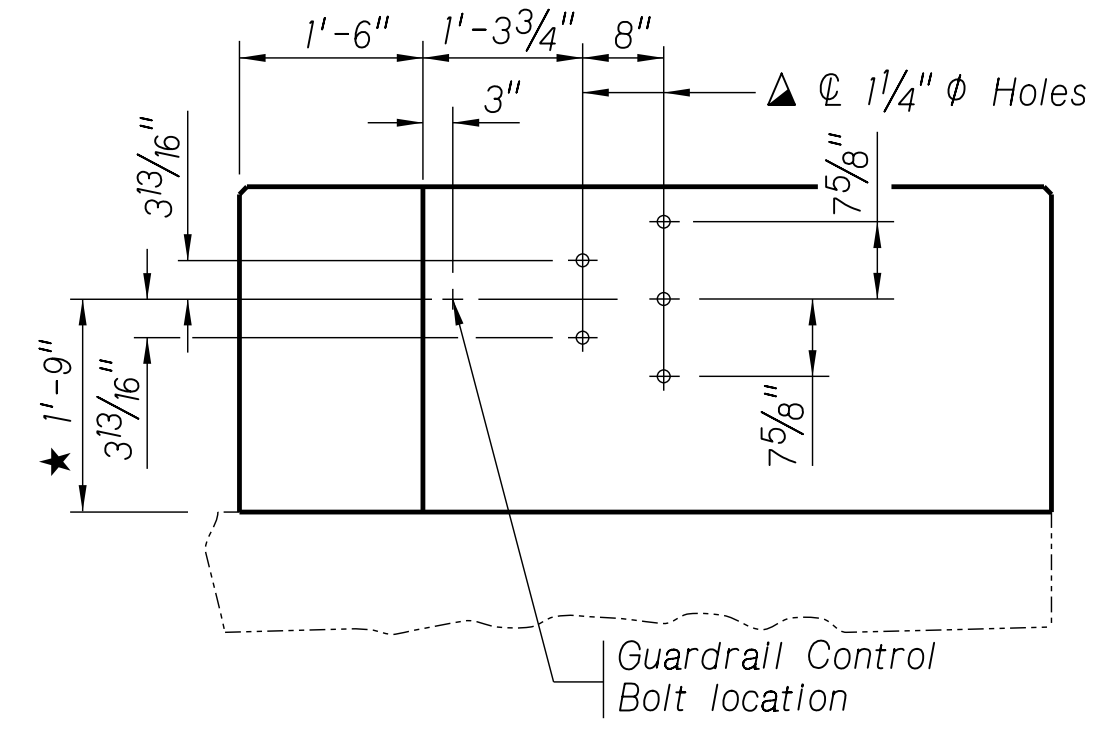 1'-6" 1'-3 3/4" 8"
3"
▲ ℄ 1 1/4" Φ Holes
3 13/16"
7 5/8"
★ 1'-9"
3 13/16"
7 5/8"
Guardrail Control
Bolt location